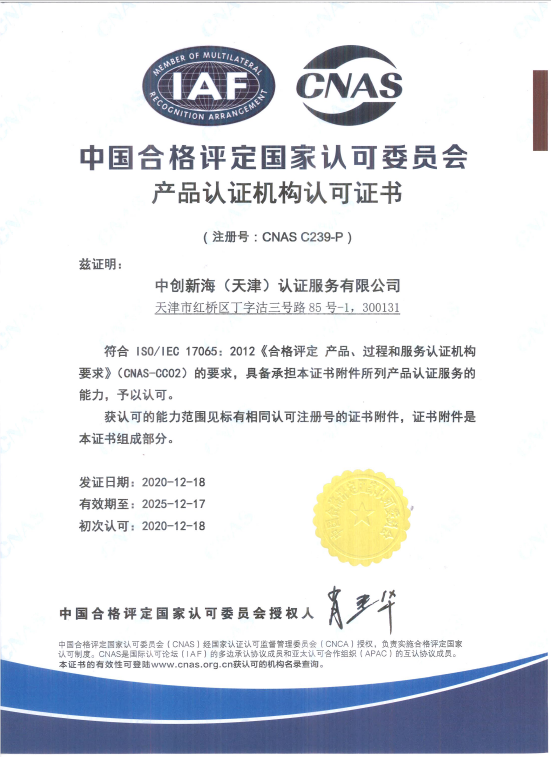 MEMBER OF MULTILATERAL
IAF
RECOGNITION ARRANGEMENT
CNAS
中国合格评定国家认可委员会
产品认证机构认可证书
（注册号：CNAS C239-P）
兹证明：
中创新海（天津）认证服务有限公司
天津市红桥区丁字沽三号路 85 号-1，300131
符合 ISO/IEC 17065：2012《合格评定 产品、过程和服务认证机构
要求》（CNAS-CC02）的要求，具备承担本证书附件所列产品认证服务的
能力，予以认可。
获认可的能力范围见标有相同认可注册号的证书附件，证书附件是
本证书组成部分。
发证日期：2020-12-18
有效期至：2025-12-17
初次认可：2020-12-18
中国合格评定国家认可委员会授权人
中国合格评定国家认可委员会（CNAS）经国家认证认可监督管理委员会（CNCA）授权，负责实施合格评定国家
认可制度。CNAS是国际认可论坛（IAF）的多边承认协议成员和亚太认可合作组织（APAC）的互认协议成员。
本证书的有效性可登陆www.cnas.org.cn获认可的机构名录查询。